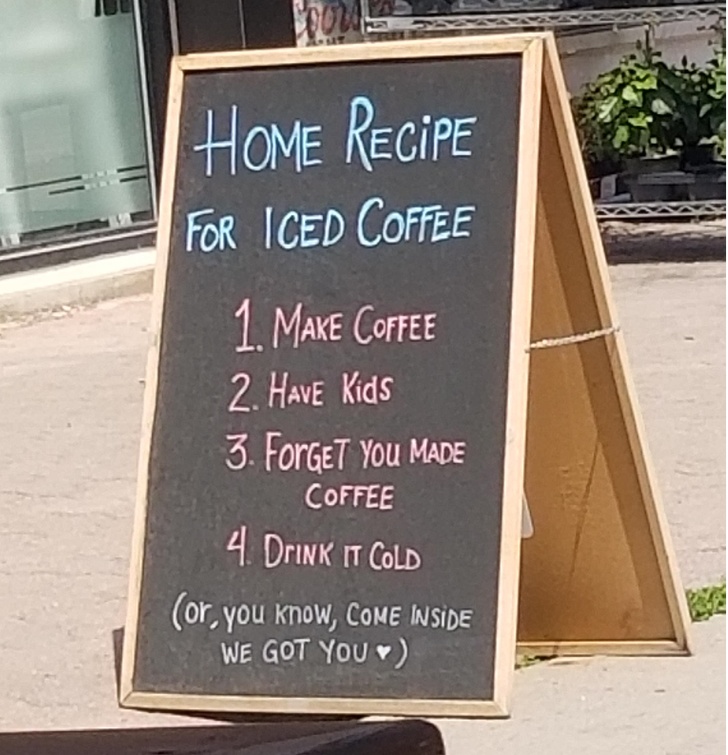 HOME RECIPE
FOR ICED COFFEE
1. MAKE COFFEE
2. HAVE KIDS
3. FORGET YOU MADE
COFFEE
4. DRINK IT COLD
(or, you know, COME INSIDE
WE GOT YOU ♥)